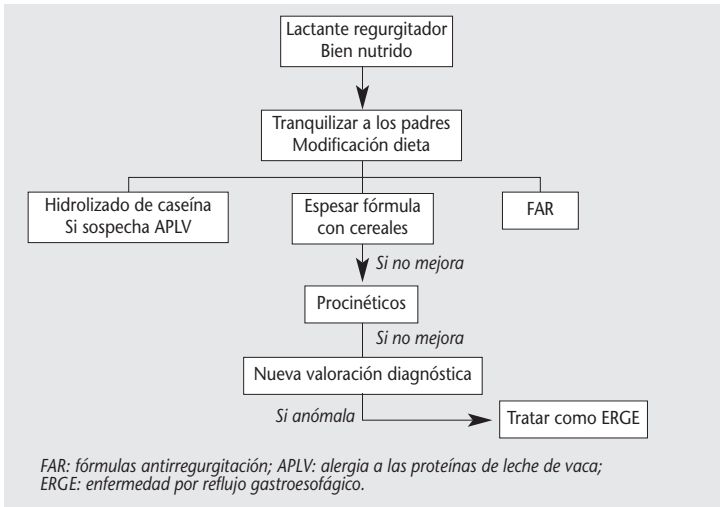 Lactante regurgitador
Bien nutrido
Tranquilizar a los padres
Modificación dieta
Hidrolizado de caseína
Si sospecha APLV
Espesar fórmula
con cereales
FAR
Si no mejora
Procinéticos
Si no mejora
Nueva valoración diagnóstica
Si anómala
Tratar como ERGE
FAR: fórmulas antirregurgitación; APLV: alergia a las proteínas de leche de vaca;
ERGE: enfermedad por reflujo gastroesofágico.